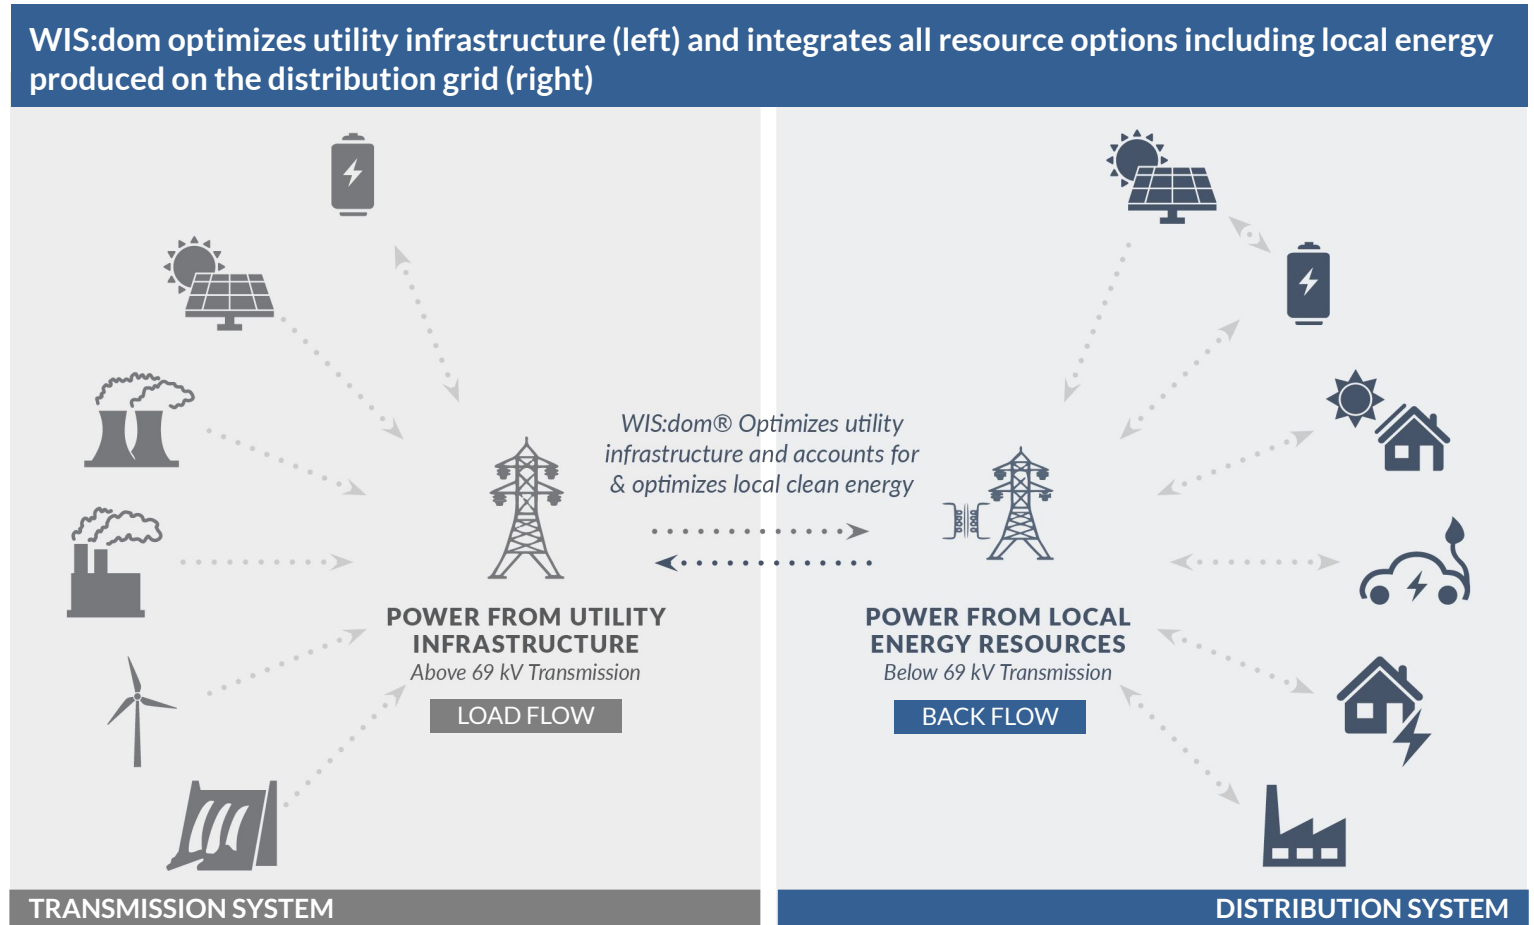 WIS:dom optimizes utility infrastructure (left) and integrates all resource options including local energy
produced on the distribution grid (right)
WIS:dom® Optimizes utility
infrastructure and accounts for
& optimizes local clean energy
POWER FROM UTILITY
INFRASTRUCTURE
Above 69 kV Transmission
LOAD FLOW
POWER FROM LOCAL
ENERGY RESOURCES
Below 69 kV Transmission
BACK FLOW
TRANSMISSION SYSTEM
DISTRIBUTION SYSTEM